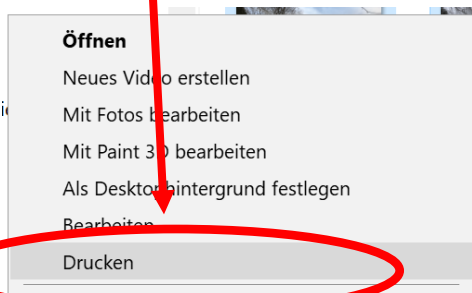 Öffnen
Neues Video erstellen
Mit Fotos bearbeiten
Mit Paint 3D bearbeiten
Als Desktophintergrund festlegen
Bearbeiten
Drucken